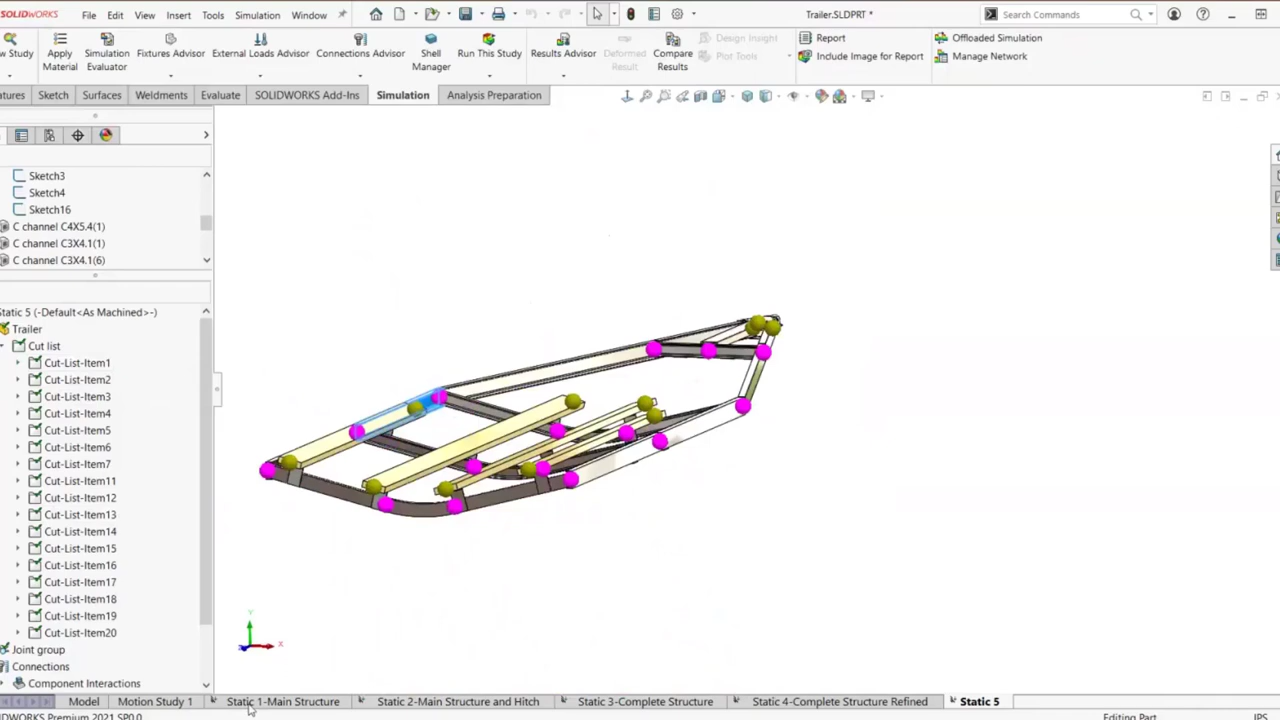 SOLIDWORKS File Edit View Insert Tools Simulation Window Trailer.SLDPRT * Search Commands
w Study Apply Material Simulation Evaluator Fixtures Advisor External Loads Advisor Connections Advisor Shell Manager Run This Study Results Advisor Deformed Result Compare Results Design Insight Plot Tools Report Include Image for Report Offloaded Simulation Manage Network
atures Sketch Surfaces Weldments Evaluate SOLIDWORKS Add-Ins Simulation Analysis Preparation
Sketch3
Sketch4
Sketch16
C channel C4X5.4(1)
C channel C3X4.1(1)
C channel C3X4.1(6)
Static 5 (-Default<As Machined>-)
Trailer
Cut list
Cut-List-Item1
Cut-List-Item2
Cut-List-Item3
Cut-List-Item4
Cut-List-Item5
Cut-List-Item6
Cut-List-Item7
Cut-List-Item11
Cut-List-Item12
Cut-List-Item13
Cut-List-Item14
Cut-List-Item15
Cut-List-Item16
Cut-List-Item17
Cut-List-Item18
Cut-List-Item19
Cut-List-Item20
Joint group
Connections
Component Interactions
Y
X
Z
Model Motion Study 1 Static 1-Main Structure Static 2-Main Structure and Hitch Static 3-Complete Structure Static 4-Complete Structure Refined Static 5
IDWORKS Premium 2021 SP0.0 Editing Part IPS